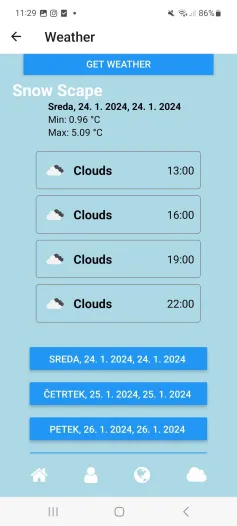 11:29
86%
Weather
GET WEATHER
Snow Scape
Sreda, 24. 1. 2024, 24. 1. 2024
Min: 0.96 °C
Max: 5.09 °C
Clouds 13:00
Clouds 16:00
Clouds 19:00
Clouds 22:00
SREDA, 24. 1. 2024, 24. 1. 2024
ČETRTEK, 25. 1. 2024, 25. 1. 2024
PETEK, 26. 1. 2024, 26. 1. 2024